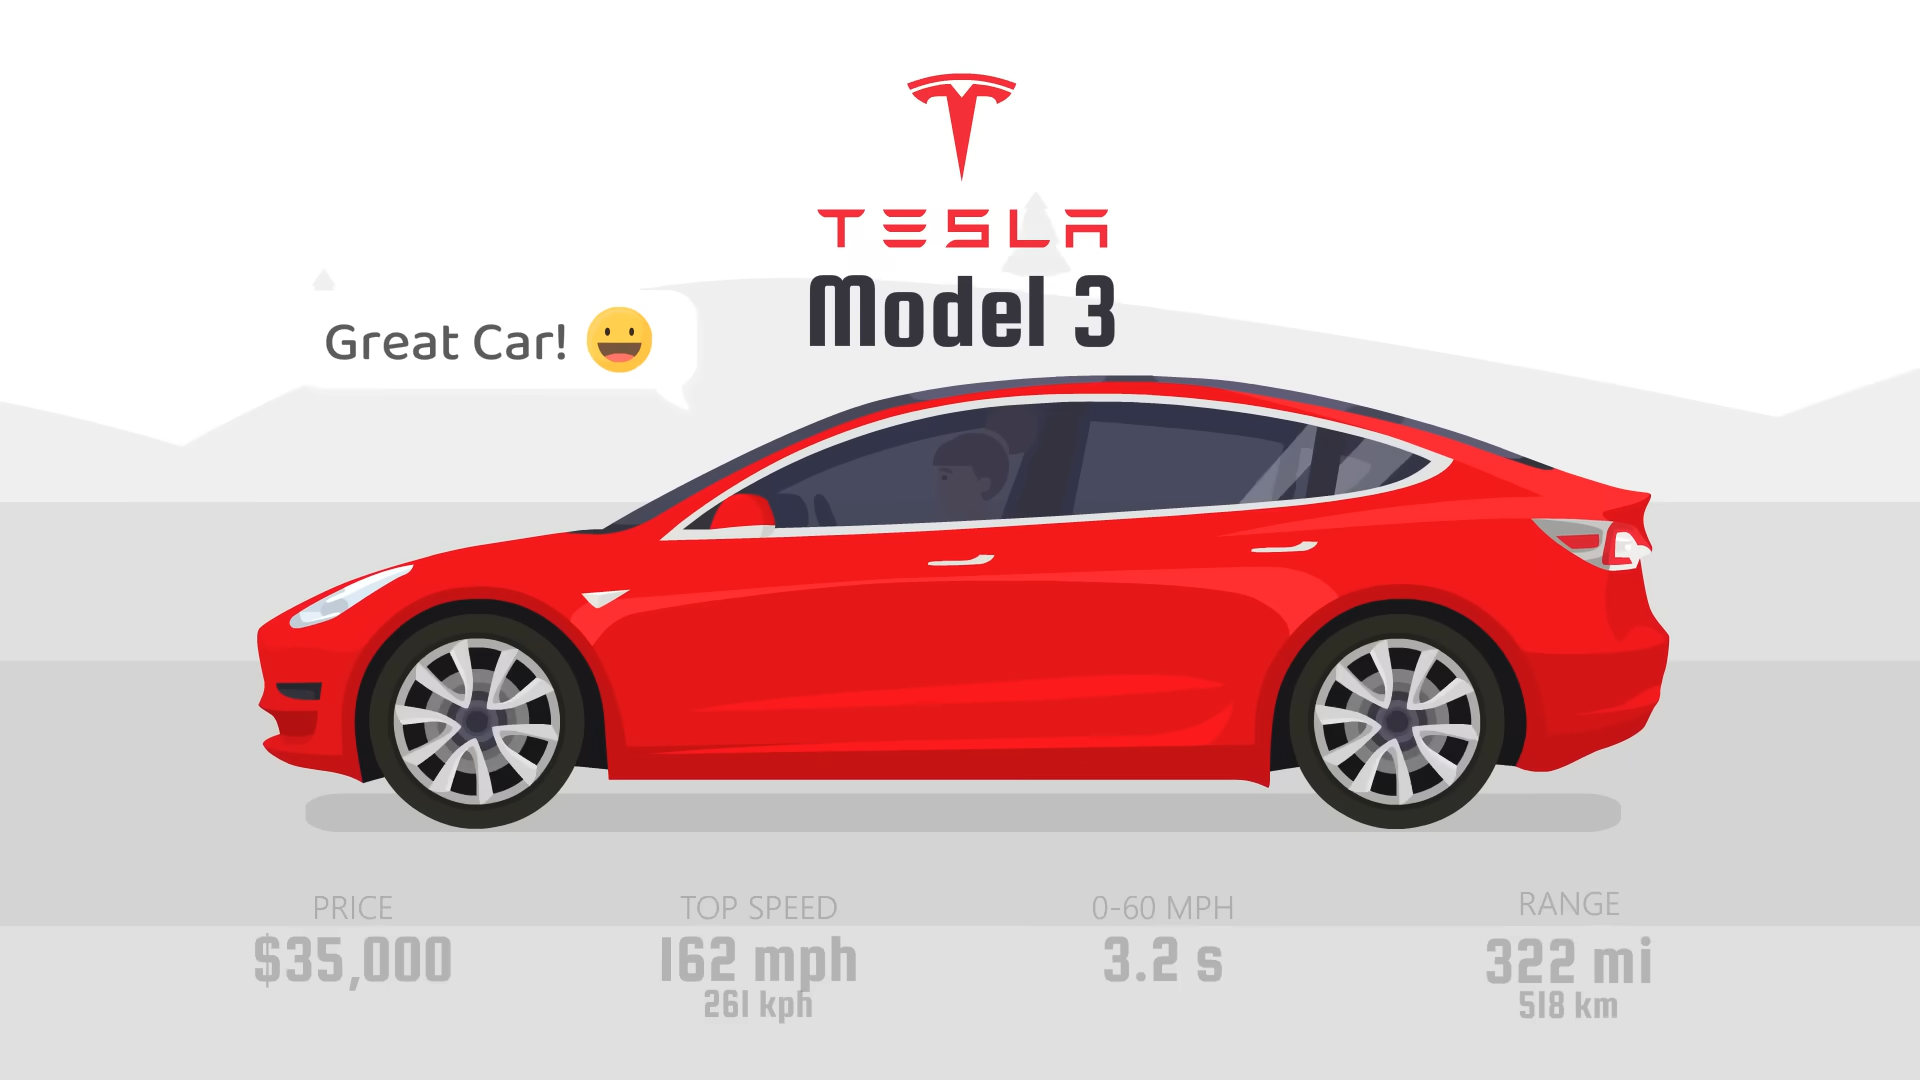 TESLA
Model 3
Great Car!
PRICE
$35,000
TOP SPEED
162 mph
261 kph
0-60 MPH
3.2 s
RANGE
322 mi
518 km